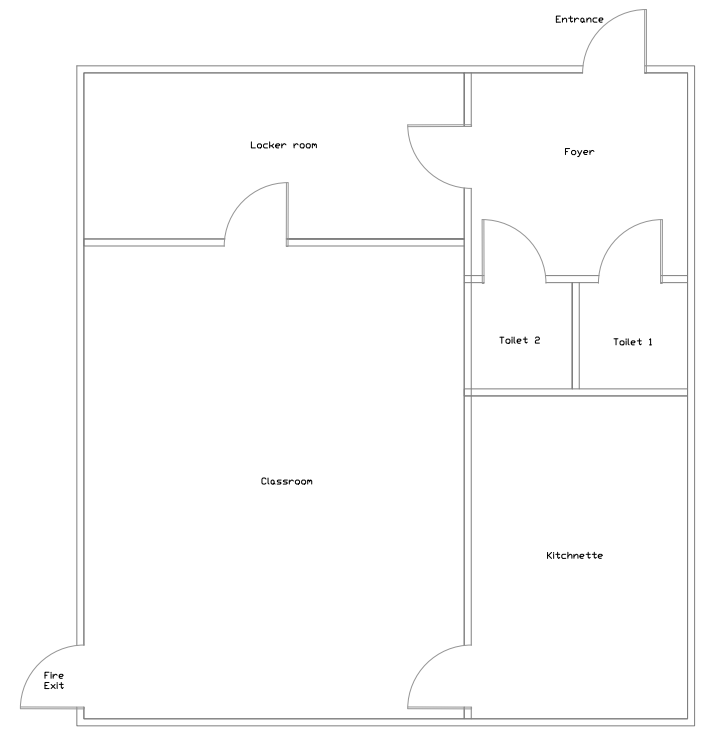 Entrance
Locker room
Foyer
Toilet 2
Toilet 1
Classroom
Kitchnette
Fire
Exit